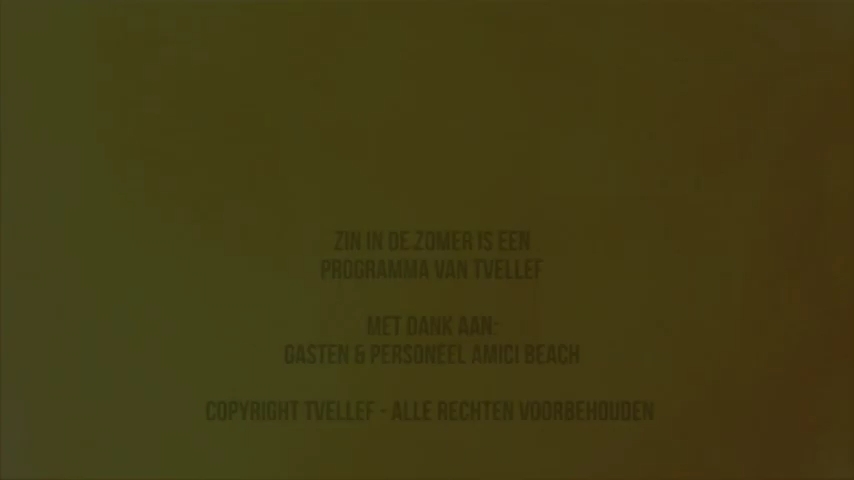 ZIN IN DE ZOMER IS EEN
PROGRAMMA VAN TVELLEF
MET DANK AAN:
GASTEN & PERSONEEL AMICI BEACH
COPYRIGHT TVELLEF - ALLE RECHTEN VOORBEHOUDEN